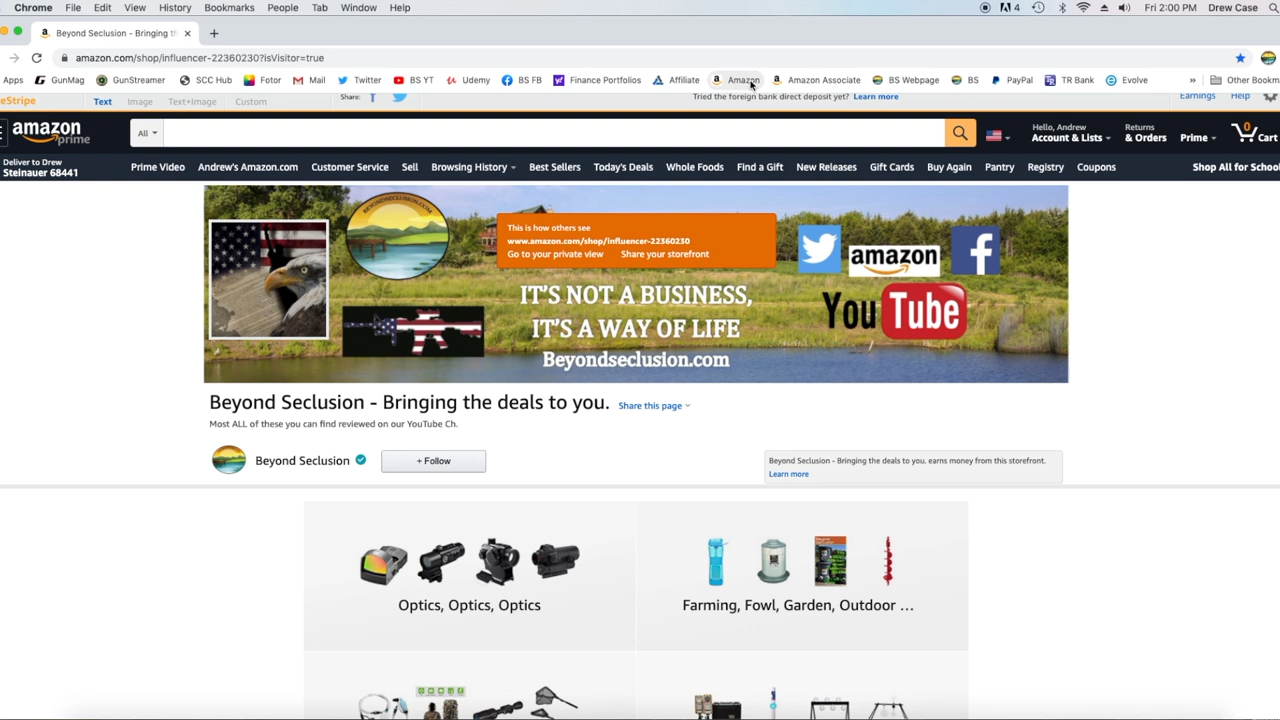 Chrome File Edit View History Bookmarks People Tab Window Help 4 Fri 2:00 PM Drew Case
Beyond Seclusion - Bringing th
amazon.com/shop/influencer-22360230?isVisitor=true
Apps GunMag GunStreamer SCC Hub Fotor Mail Twitter BS YT Udemy BS FB Finance Portfolios Affiliate Amazon Amazon Associate BS Webpage BS PayPal TR Bank Evolve » Other Bookm
eStripe Text Image Text+Image Custom Share: Tried the foreign bank direct deposit yet? Learn more Earnings Help
amazon prime All Hello, Andrew Account & Lists Returns & Orders Prime 0 Cart
Deliver to Drew
Steinauer 68441
Prime Video Andrew's Amazon.com Customer Service Sell Browsing History Best Sellers Today's Deals Whole Foods Find a Gift New Releases Gift Cards Buy Again Pantry Registry Coupons Shop All for School
BEYONDSECLUSION.COM
This is how others see
www.amazon.com/shop/influencer-22360230
Go to your private view Share your storefront
amazon
You Tube
IT'S NOT A BUSINESS,
IT'S A WAY OF LIFE
Beyondseclusion.com
Beyond Seclusion - Bringing the deals to you. Share this page
Most ALL of these you can find reviewed on our YouTube Ch.
Beyond Seclusion + Follow
Beyond Seclusion - Bringing the deals to you. earns money from this storefront.
Learn more
Optics, Optics, Optics
Farming, Fowl, Garden, Outdoor ...